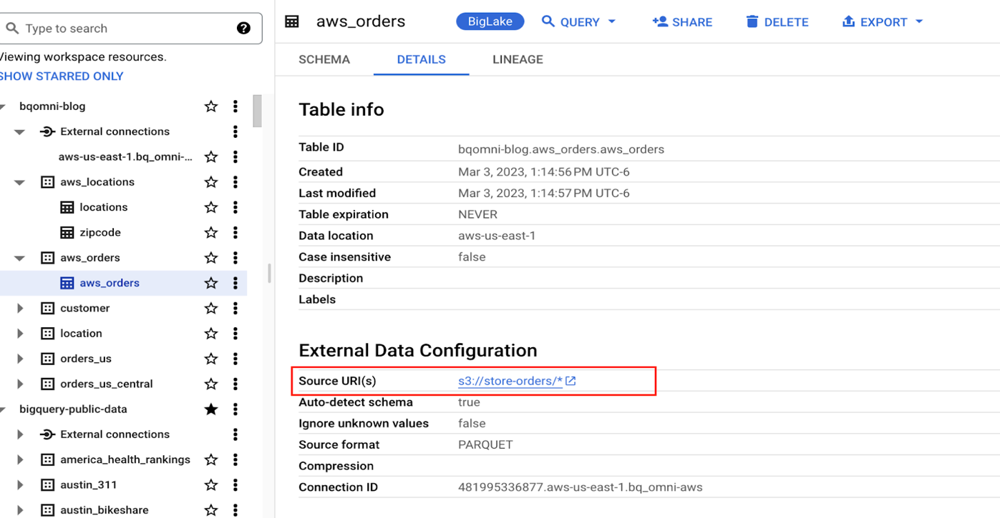 Type to search
Viewing workspace resources.
SHOW STARRED ONLY
bqomni-blog
External connections
aws-us-east-1.bq_omni-...
aws_locations
locations
zipcode
aws_orders
aws_orders
customer
location
orders_us
orders_us_central
bigquery-public-data
External connections
america_health_rankings
austin_311
austin_bikeshare
aws_orders BigLake QUERY SHARE DELETE EXPORT
SCHEMA DETAILS LINEAGE
Table info
Table ID bqomni-blog.aws_orders.aws_orders
Created Mar 3, 2023, 1:14:56 PM UTC-6
Last modified Mar 3, 2023, 1:14:57 PM UTC-6
Table expiration NEVER
Data location aws-us-east-1
Case insensitive false
Description
Labels
External Data Configuration
Source URI(s) s3://store-orders/*
Auto-detect schema true
Ignore unknown values false
Source format PARQUET
Compression
Connection ID 481995336877.aws-us-east-1.bq_omni-aws